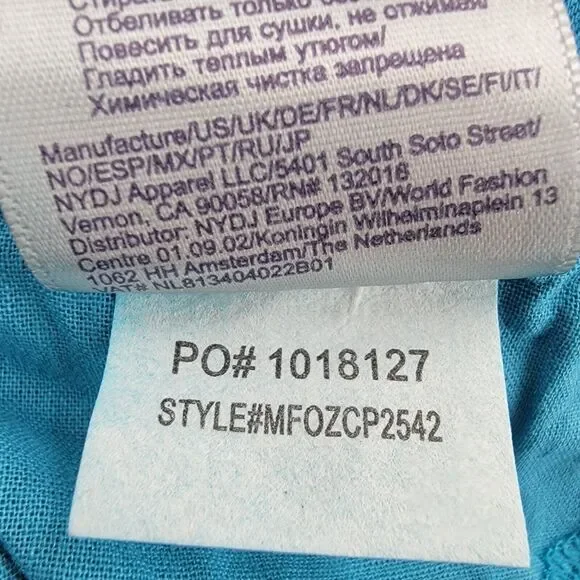 Отбеливать только
Повесить для сушки, не отжимая
Гладить теплым утюгом/
Химическая чистка запрещена
Manufacture/US/UK/DE/FR/NL/DK/SE/FI/IT/
NO/ESP/MX/PT/RU/JP
NYDJ Apparel LLC/5401 South Soto Street/
Vernon, CA 90058/RN# 132018
Distributor: NYDJ Europe BV/World Fashion
Centre 01.09.02/Koningin Wilhelminaplein 13
1062 HH Amsterdam/The Netherlands
VAT# NL813404022B01
PO# 1018127
STYLE#MFOZCP2542